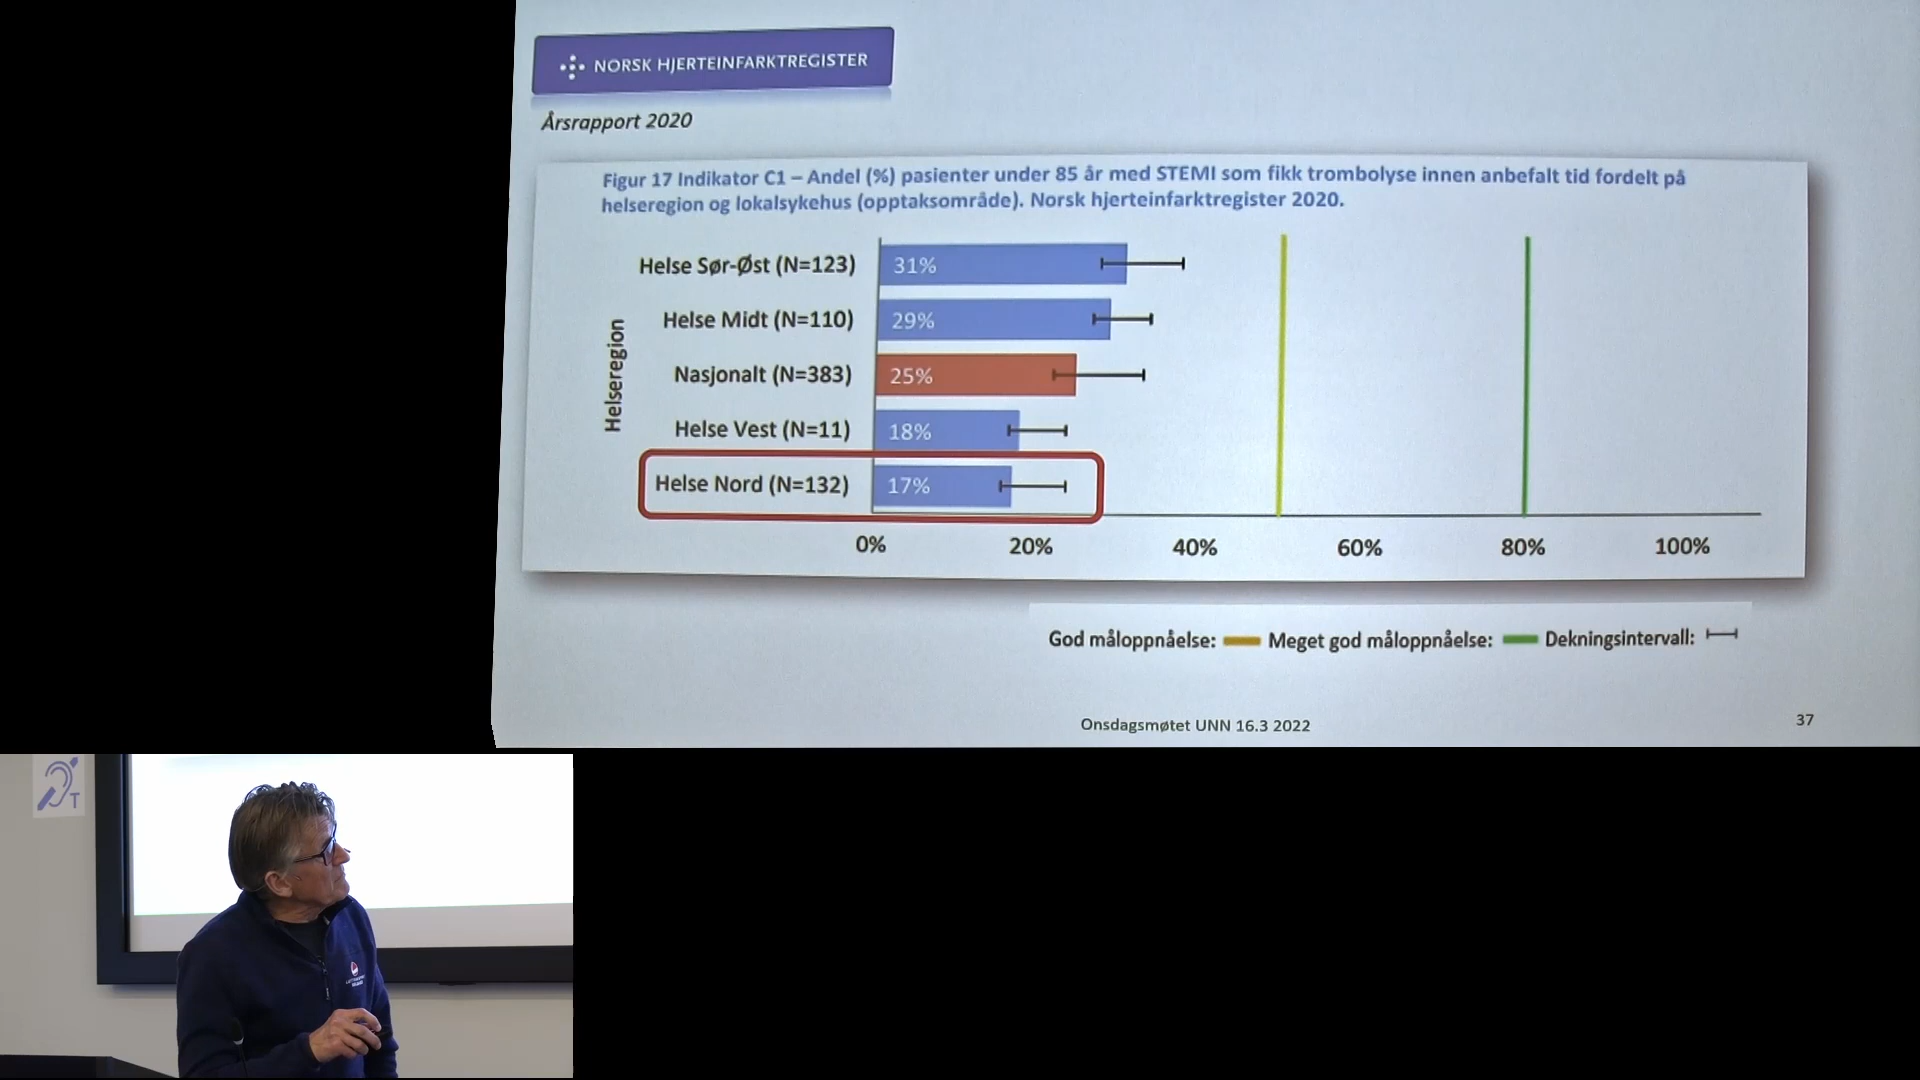 NORSK HJERTEINFARKTREGISTER
Årsrapport 2020
Figur 17 Indikator C1 – Andel (%) pasienter under 85 år med STEMI som fikk trombolyse innen anbefalt tid fordelt på
helseregion og lokalsykehus (opptaksområde). Norsk hjerteinfarktregister 2020.
Helseregion
Helse Sør-Øst (N=123) 31%
Helse Midt (N=110) 29%
Nasjonalt (N=383) 25%
Helse Vest (N=11) 18%
Helse Nord (N=132) 17%
0% 20% 40% 60% 80% 100%
God måloppnåelse: Meget god måloppnåelse: Dekningsintervall:
Onsdagsmøtet UNN 16.3 2022
37
T